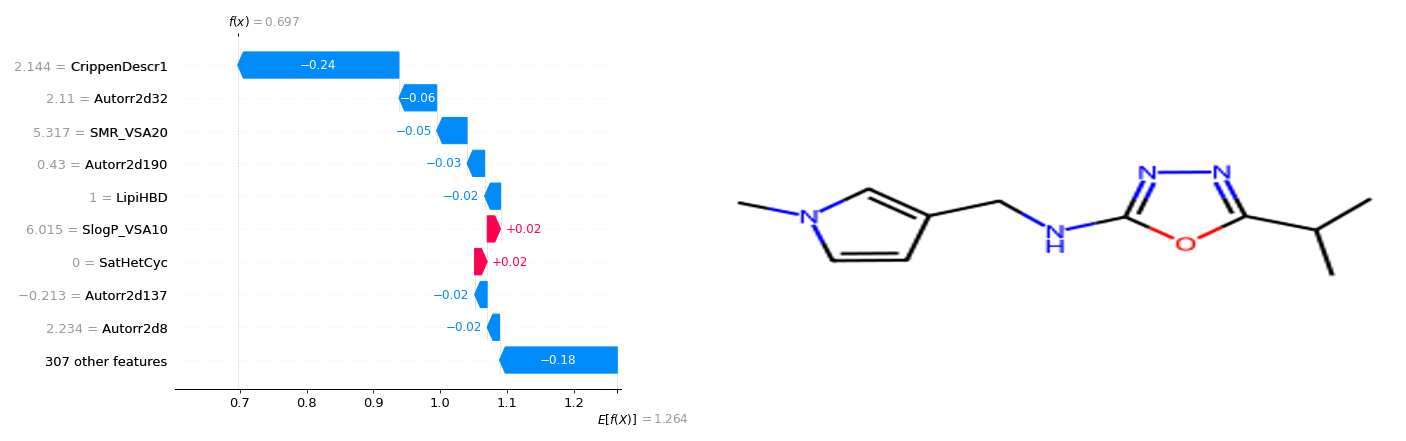 f(x) = 0.697
2.144 = CrippenDescr1
−0.24
2.11 = Autorr2d32
−0.06
5.317 = SMR_VSA20
−0.05
0.43 = Autorr2d190
−0.03
1 = LipiHBD
−0.02
6.015 = SlogP_VSA10
+0.02
0 = SatHetCyc
+0.02
−0.213 = Autorr2d137
−0.02
2.234 = Autorr2d8
−0.02
307 other features
−0.18
0.7 0.8 0.9 1.0 1.1 1.2
E[f(X)] = 1.264
N N
N
N
H
O